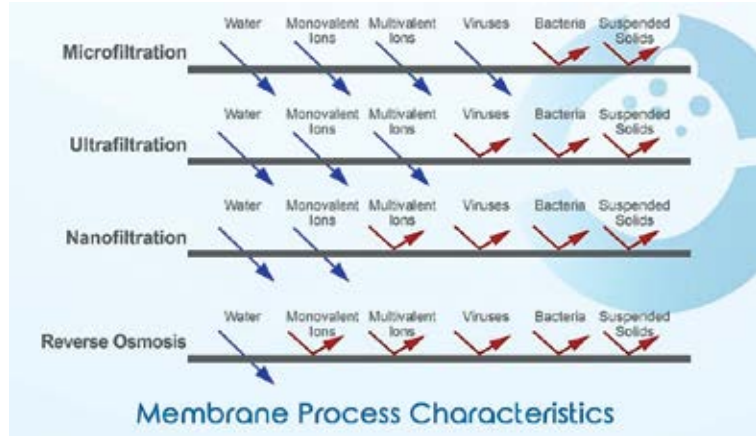 Water Monovalent Ions Multivalent Ions Viruses Bacteria Suspended Solids
Microfiltration
Water Monovalent Ions Multivalent Ions Viruses Bacteria Suspended Solids
Ultrafiltration
Water Monovalent Ions Multivalent Ions Viruses Bacteria Suspended Solids
Nanofiltration
Water Monovalent Ions Multivalent Ions Viruses Bacteria Suspended Solids
Reverse Osmosis
Membrane Process Characteristics